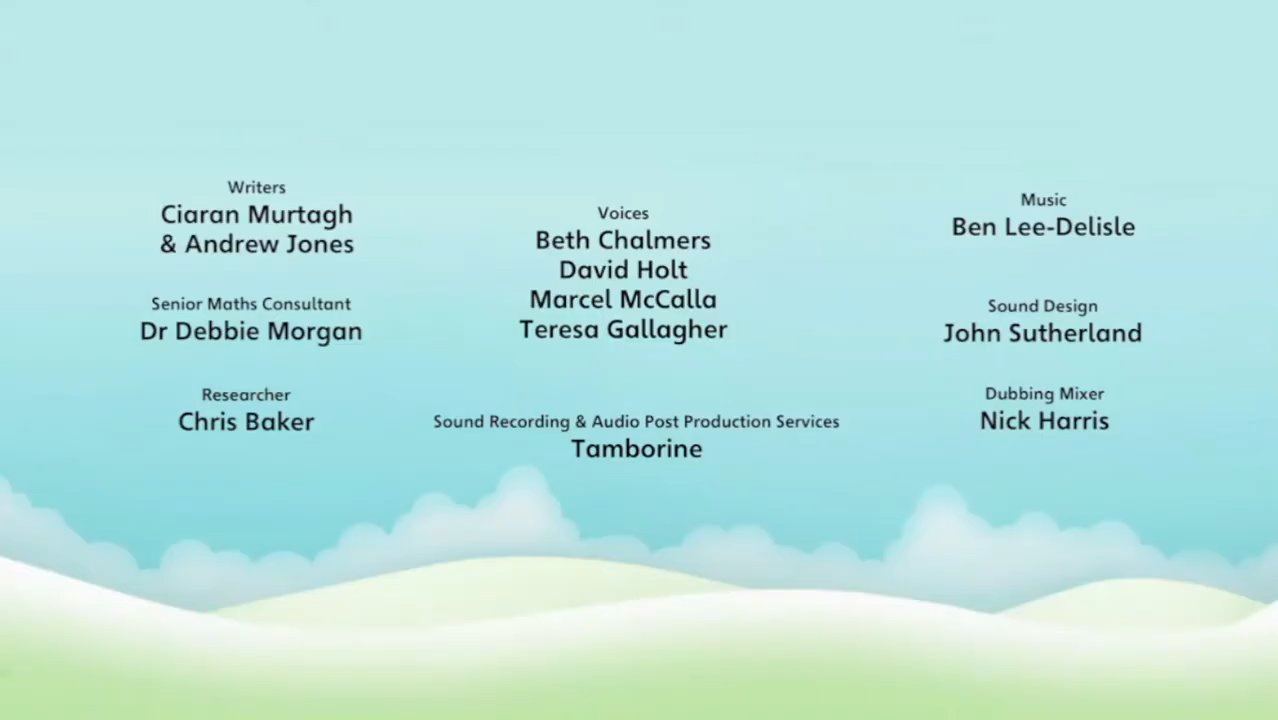 Writers
Ciaran Murtagh
& Andrew Jones
Senior Maths Consultant
Dr Debbie Morgan
Researcher
Chris Baker
Voices
Beth Chalmers
David Holt
Marcel McCalla
Teresa Gallagher
Sound Recording & Audio Post Production Services
Tamborine
Music
Ben Lee-Delisle
Sound Design
John Sutherland
Dubbing Mixer
Nick Harris